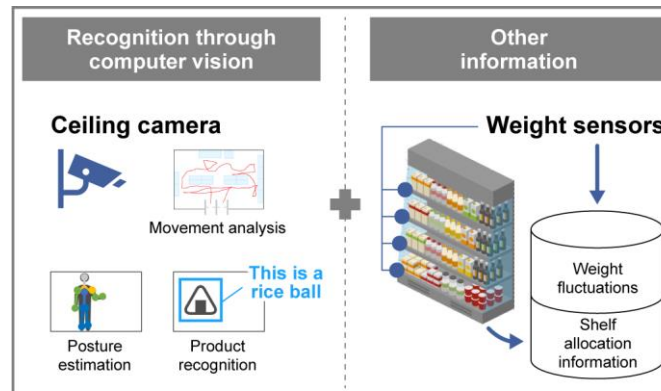 Recognition through
computer vision
Other
information
Ceiling camera
Movement analysis
This is a
rice ball
Posture
estimation
Product
recognition
Weight sensors
Weight
fluctuations
Shelf
allocation
information